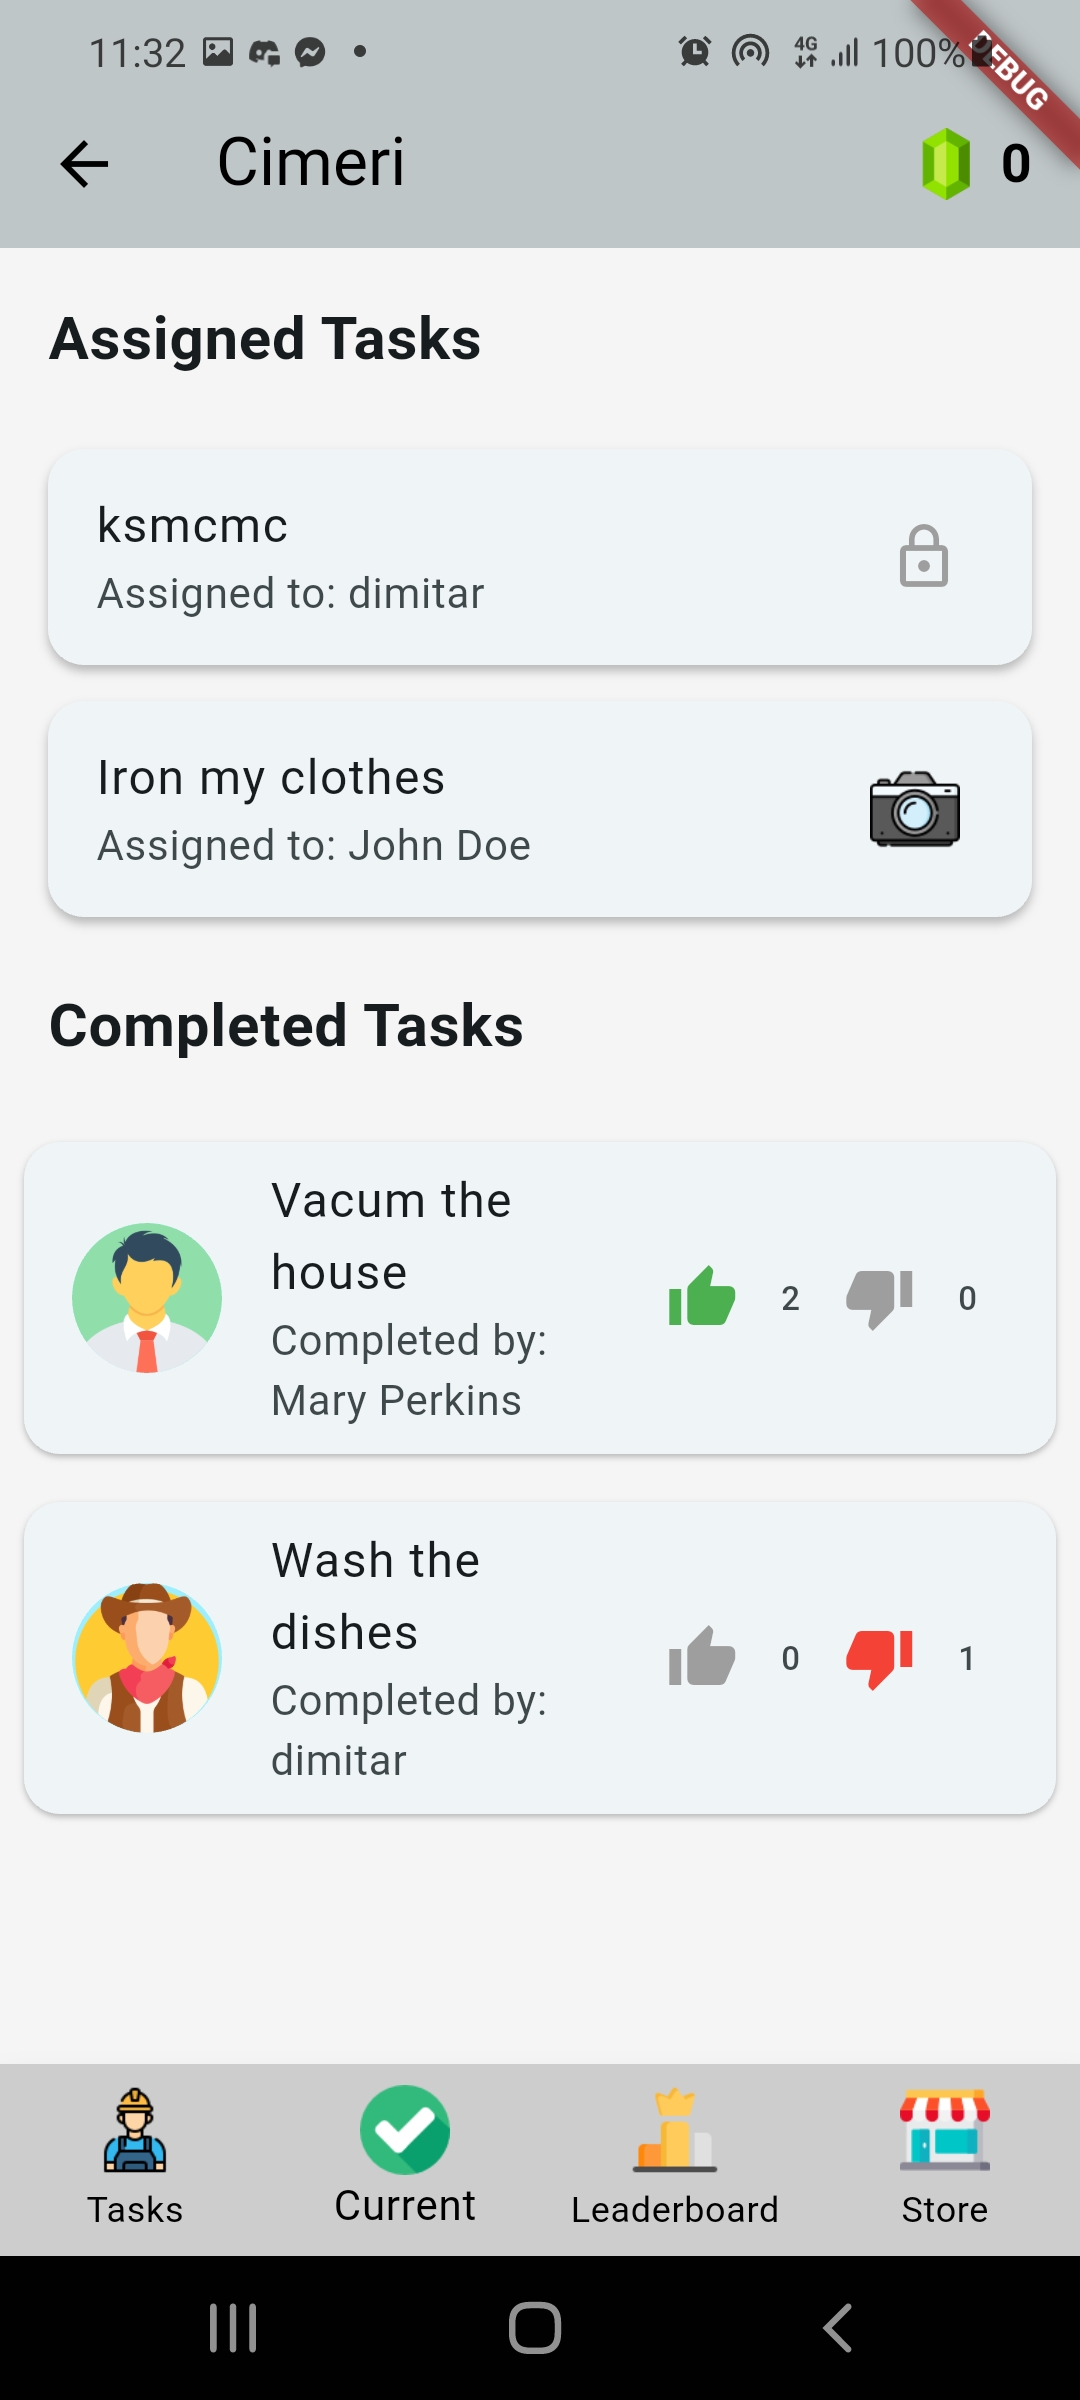 11:32
4G
100%
DEBUG
Cimeri
0
Assigned Tasks
ksmcmc
Assigned to: dimitar
Iron my clothes
Assigned to: John Doe
Completed Tasks
Vacum the
house
Completed by:
Mary Perkins
2
0
Wash the
dishes
Completed by:
dimitar
0
1
Tasks
Current
Leaderboard
Store